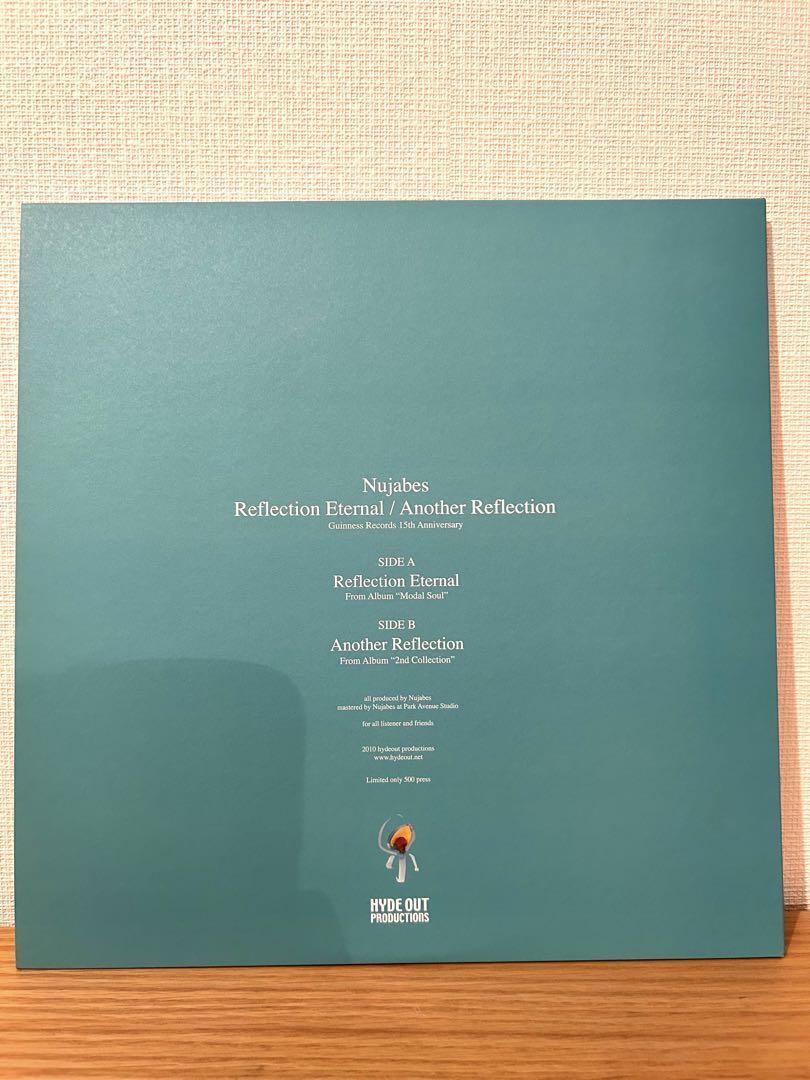 Nujabes
Reflection Eternal / Another Reflection
Guinness Records 15th Anniversary
SIDE A
Reflection Eternal
From Album “Modal Soul”
SIDE B
Another Reflection
From Album “2nd Collection”
all produced by Nujabes
mastered by Nujabes at Park Avenue Studio
for all listener and friends
2010 hydeout productions
www.hydeout.net
Limited only 500 press
HYDE OUT
PRODUCTIONS